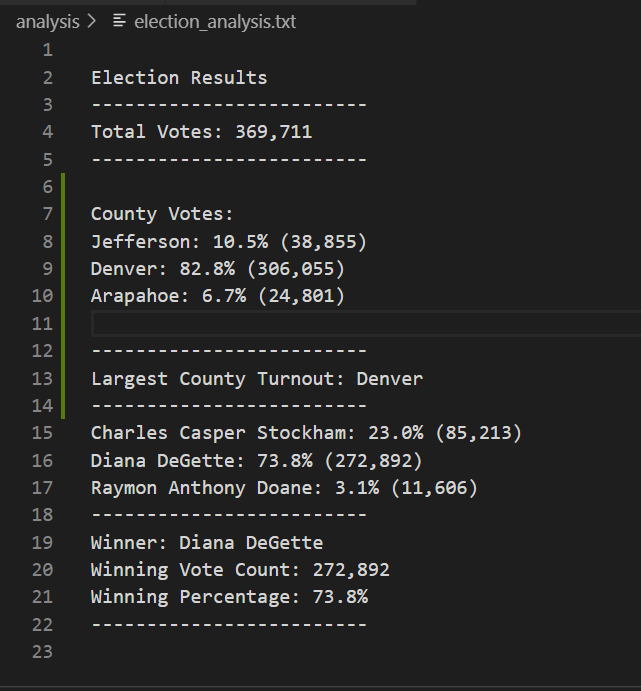 analysis > election_analysis.txt
1
2 Election Results
3 -------------------------
4 Total Votes: 369,711
5 -------------------------
6
7 County Votes:
8 Jefferson: 10.5% (38,855)
9 Denver: 82.8% (306,055)
10 Arapahoe: 6.7% (24,801)
11
12 -------------------------
13 Largest County Turnout: Denver
14 -------------------------
15 Charles Casper Stockham: 23.0% (85,213)
16 Diana DeGette: 73.8% (272,892)
17 Raymon Anthony Doane: 3.1% (11,606)
18 -------------------------
19 Winner: Diana DeGette
20 Winning Vote Count: 272,892
21 Winning Percentage: 73.8%
22 -------------------------
23